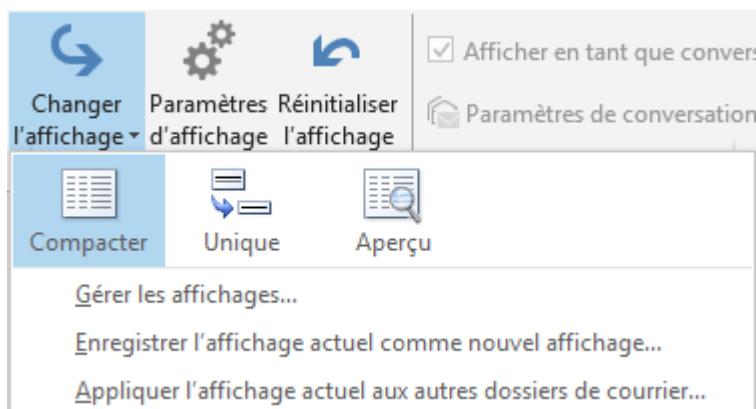 Changer
l'affichage
Paramètres
d'affichage
Réinitialiser
l'affichage
Afficher en tant que convers
Paramètres de conversation
Compacter
Unique
Aperçu
Gérer les affichages...
Enregistrer l'affichage actuel comme nouvel affichage...
Appliquer l'affichage actuel aux autres dossiers de courrier...